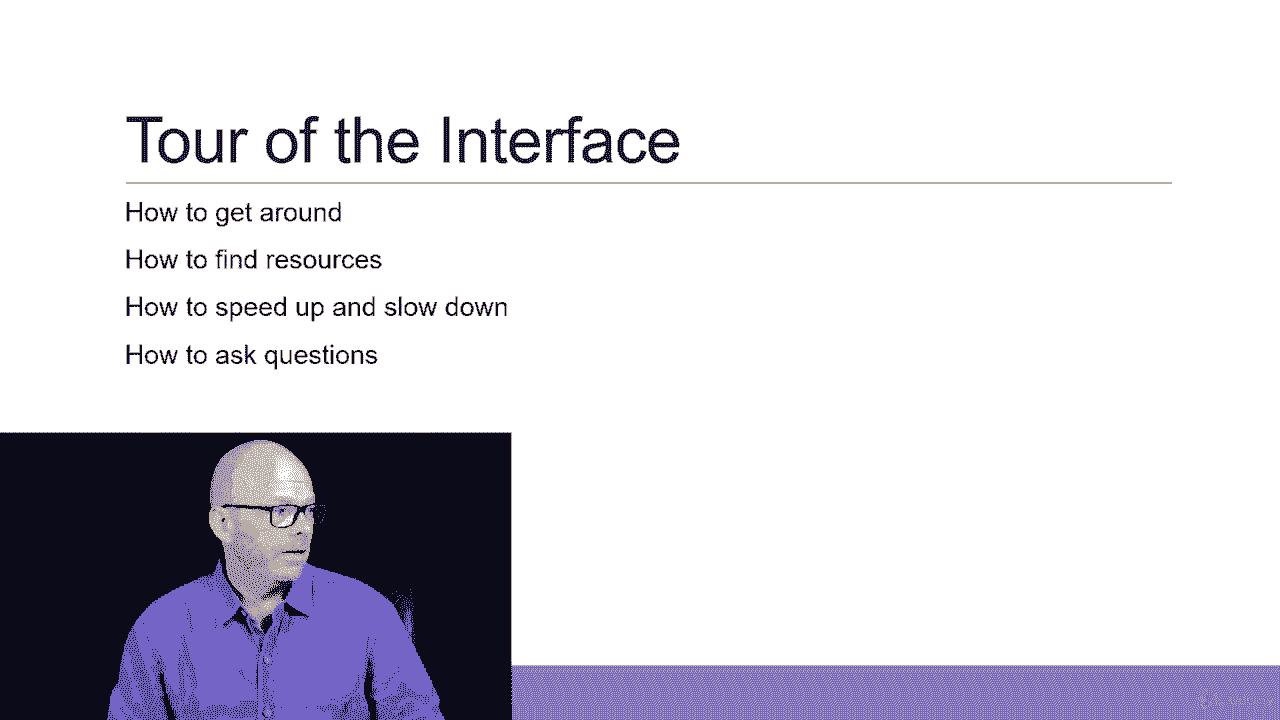 Tour of the Interface
How to get around
How to find resources
How to speed up and slow down
How to ask questions